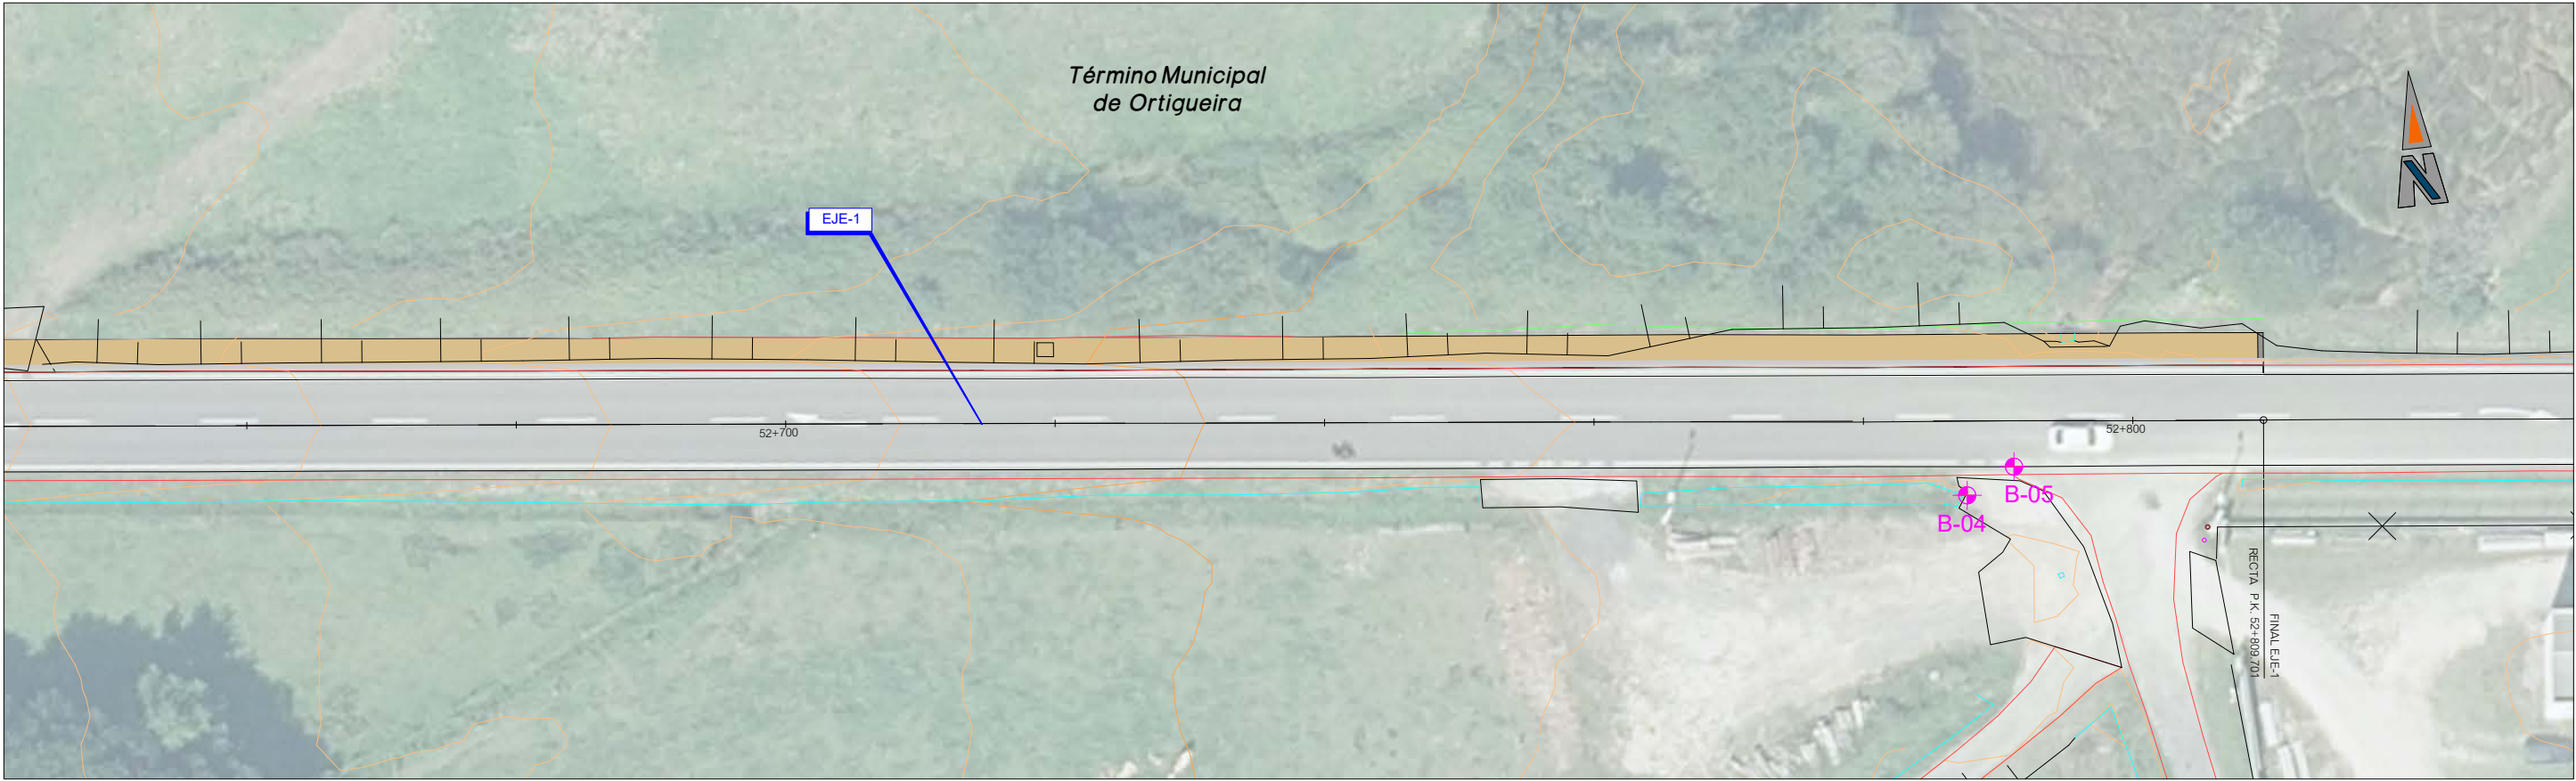 Término Municipal
de Ortigueira
N
EJE-1
52+700
52+800
B-05
B-04
RECTA P.K. 52+809.701
FINAL EJE-1